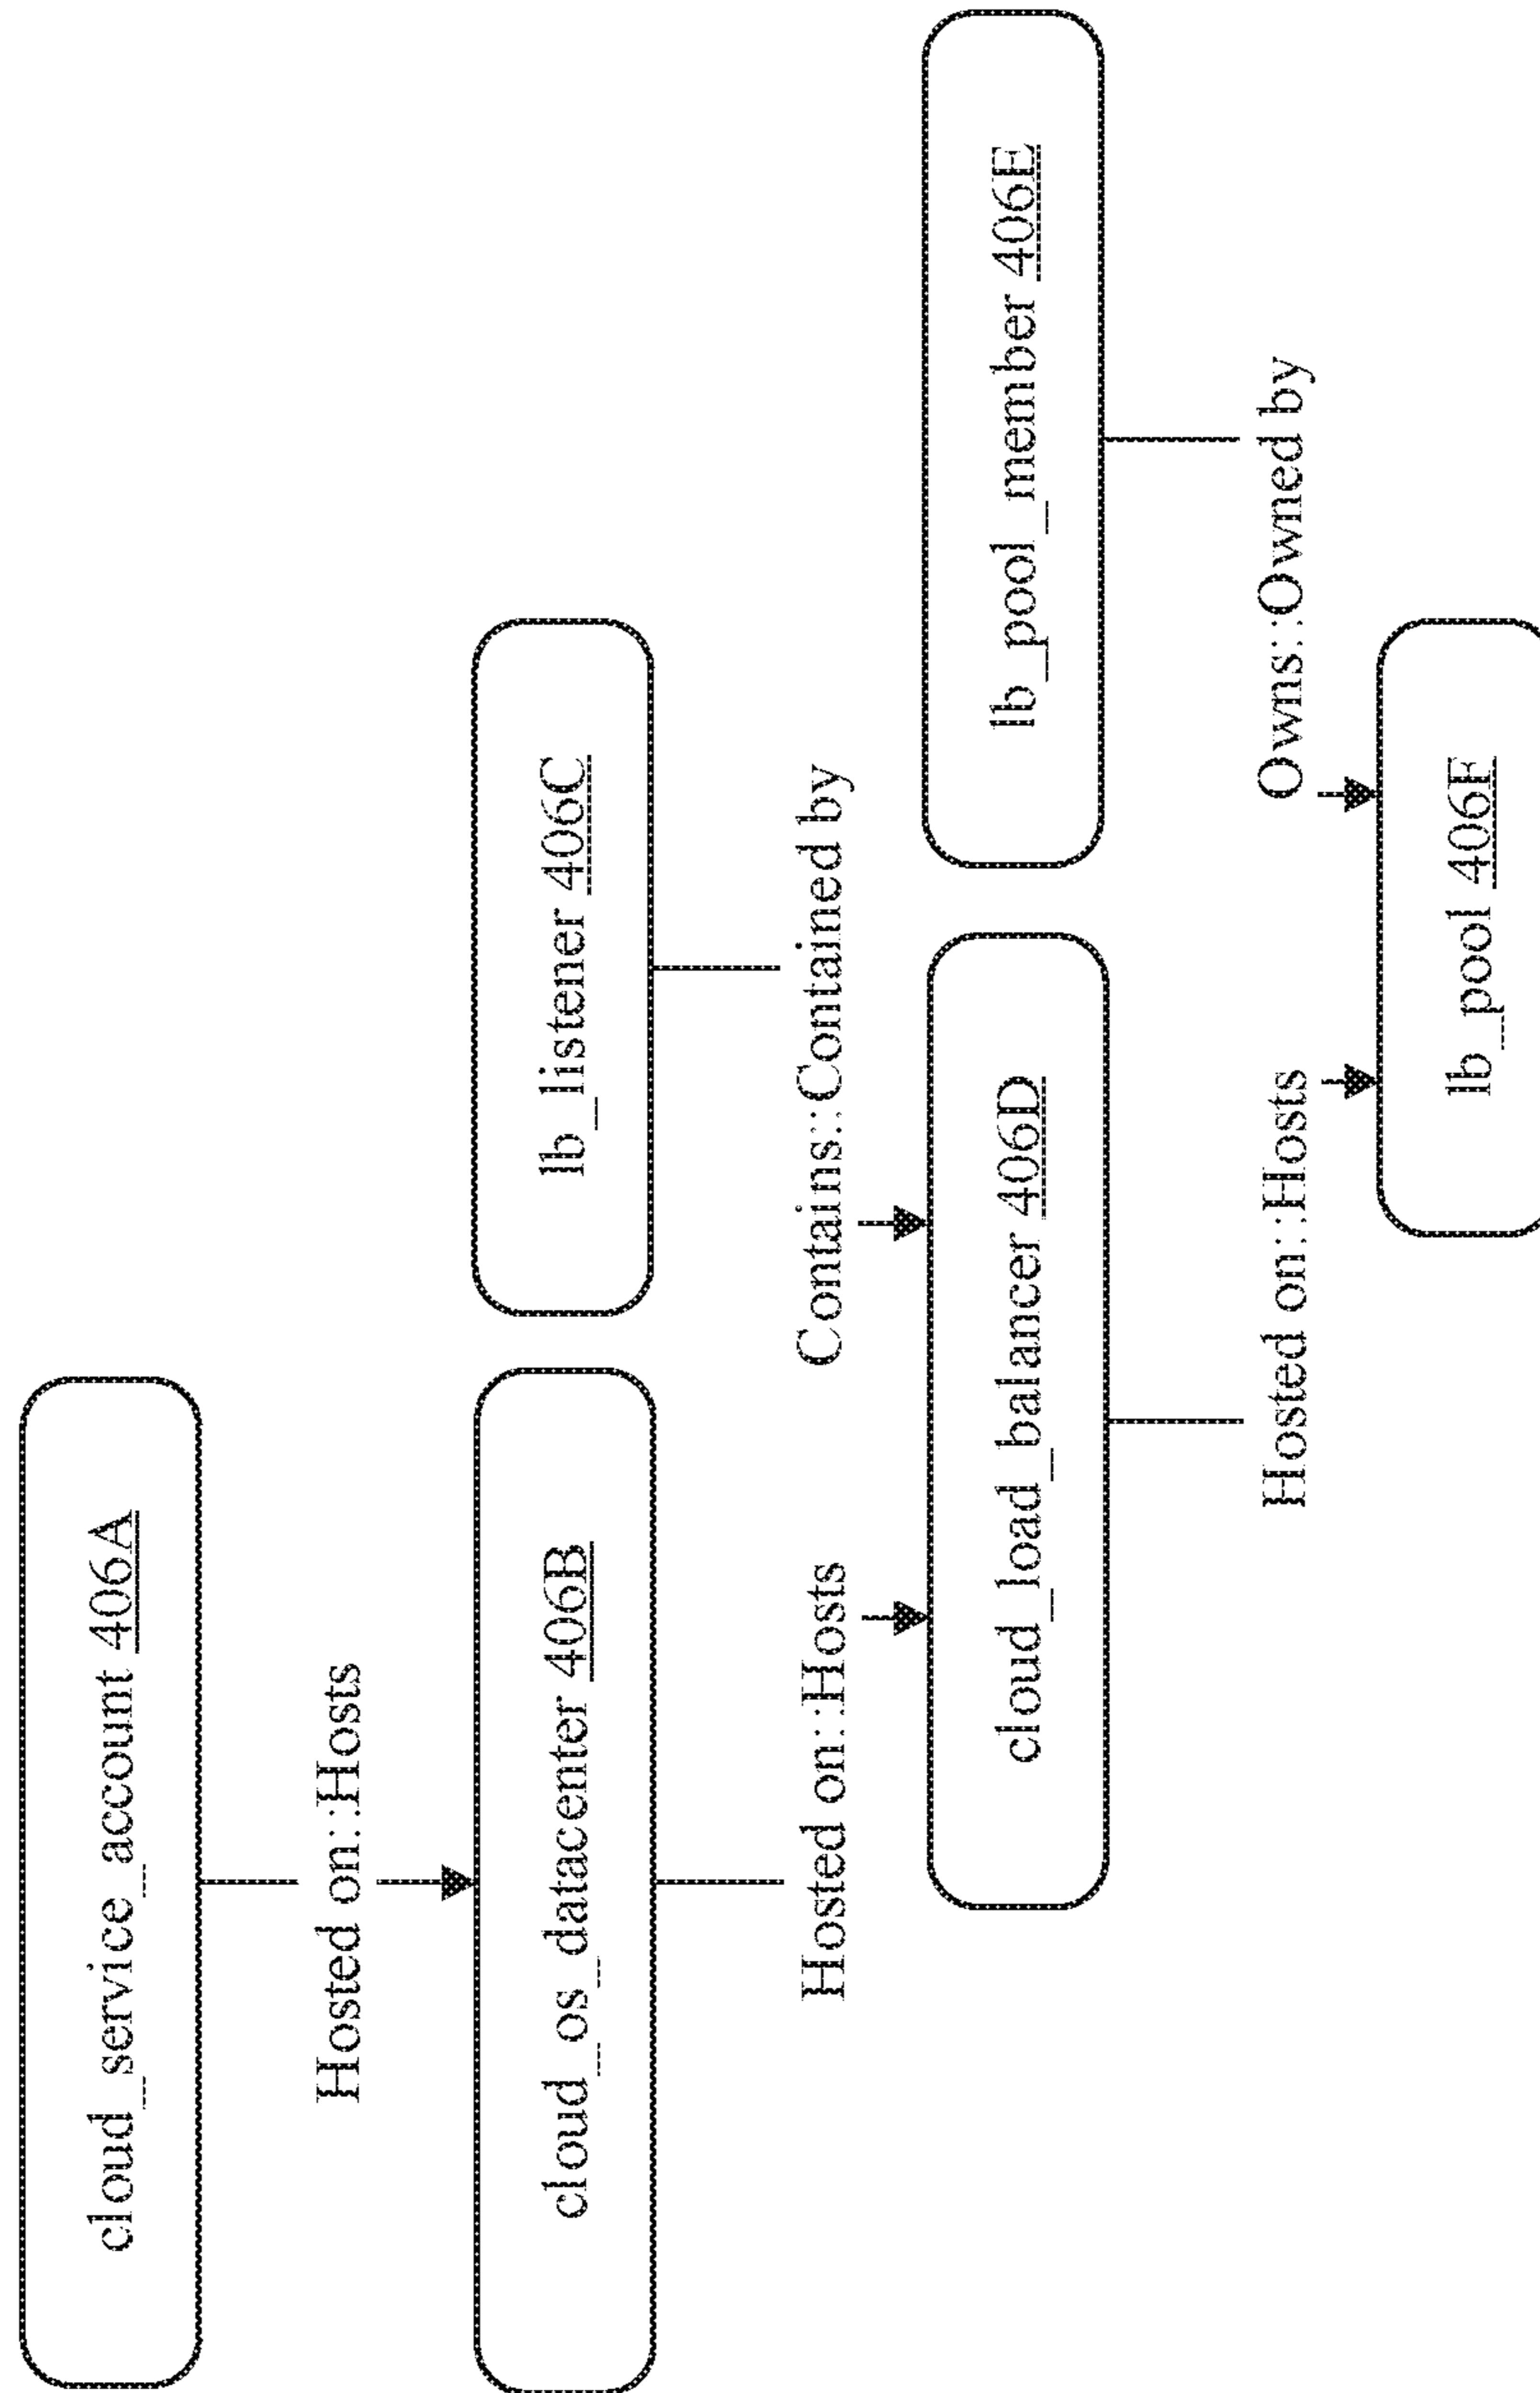 cloud_service_account 406A
Hosted on::Hosts
cloud_os_datacenter 406B
lb_listener 406C
Hosted on::Hosts
Contains::Contained by
cloud_load_balancer 406D
lb_pool_member 406E
Hosted on::Hosts
Owns::Owned by
lb_pool 406F